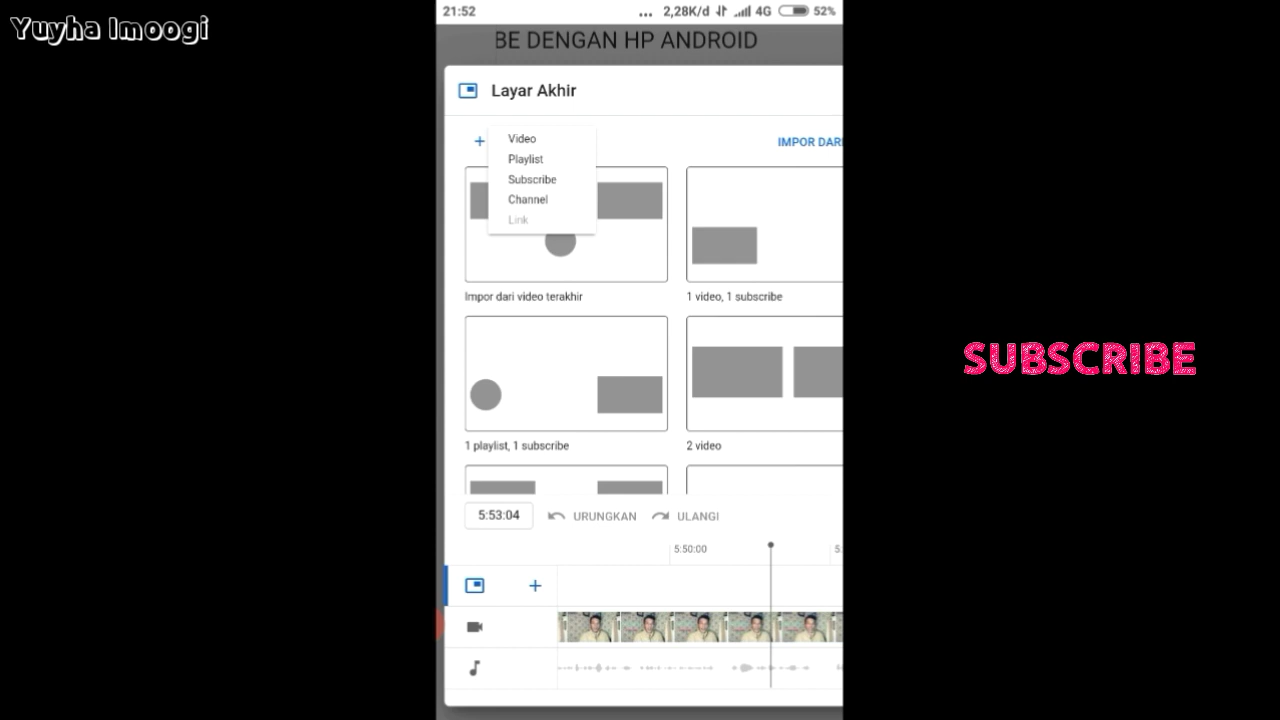 Yuyha Imoogi
21:52 ... 2,28K/d 4G 52%
BE DENGAN HP ANDROID
Layar Akhir
Video
Playlist
Subscribe
Channel
Link
IMPOR DARI
Impor dari video terakhir
1 video, 1 subscribe
1 playlist, 1 subscribe
2 video
5:53:04 URUNGKAN ULANGI
5:50:00 5:
SUBSCRIBE